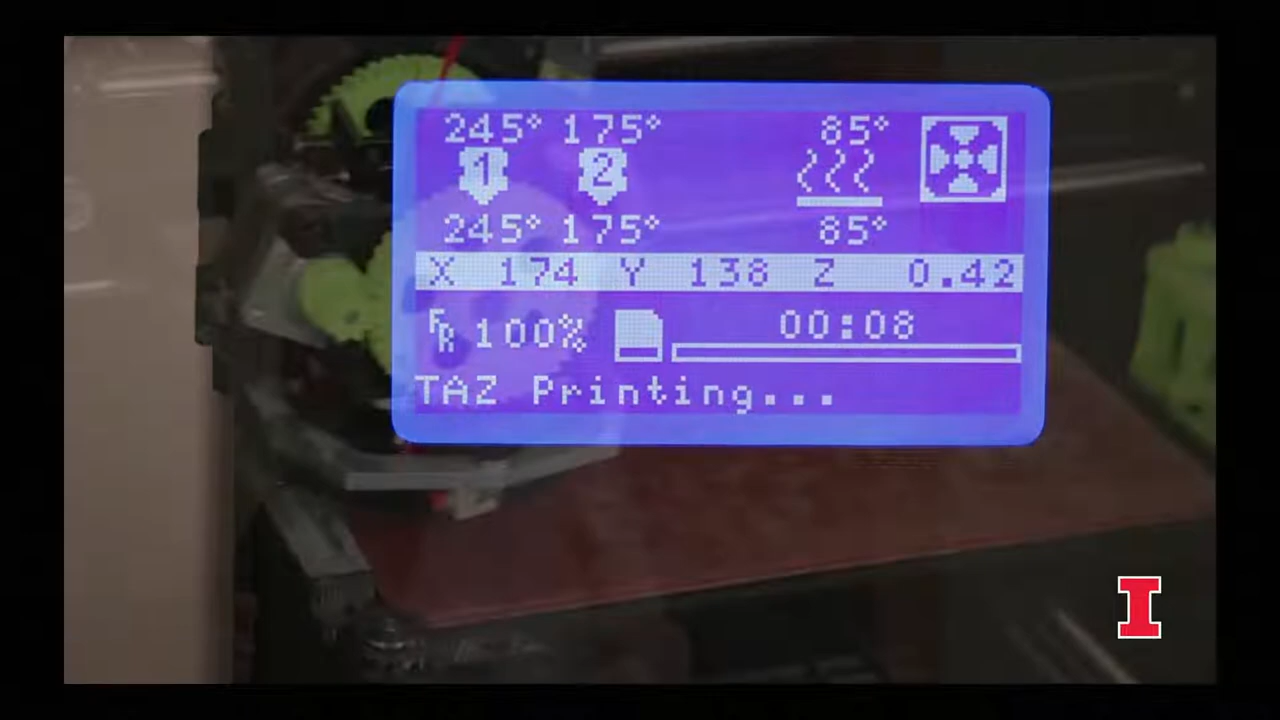 245° 175° 85°
1 2
245° 175° 85°
X 174 Y 138 Z 0.42
FR 100% 00:08
TAZ Printing...
I